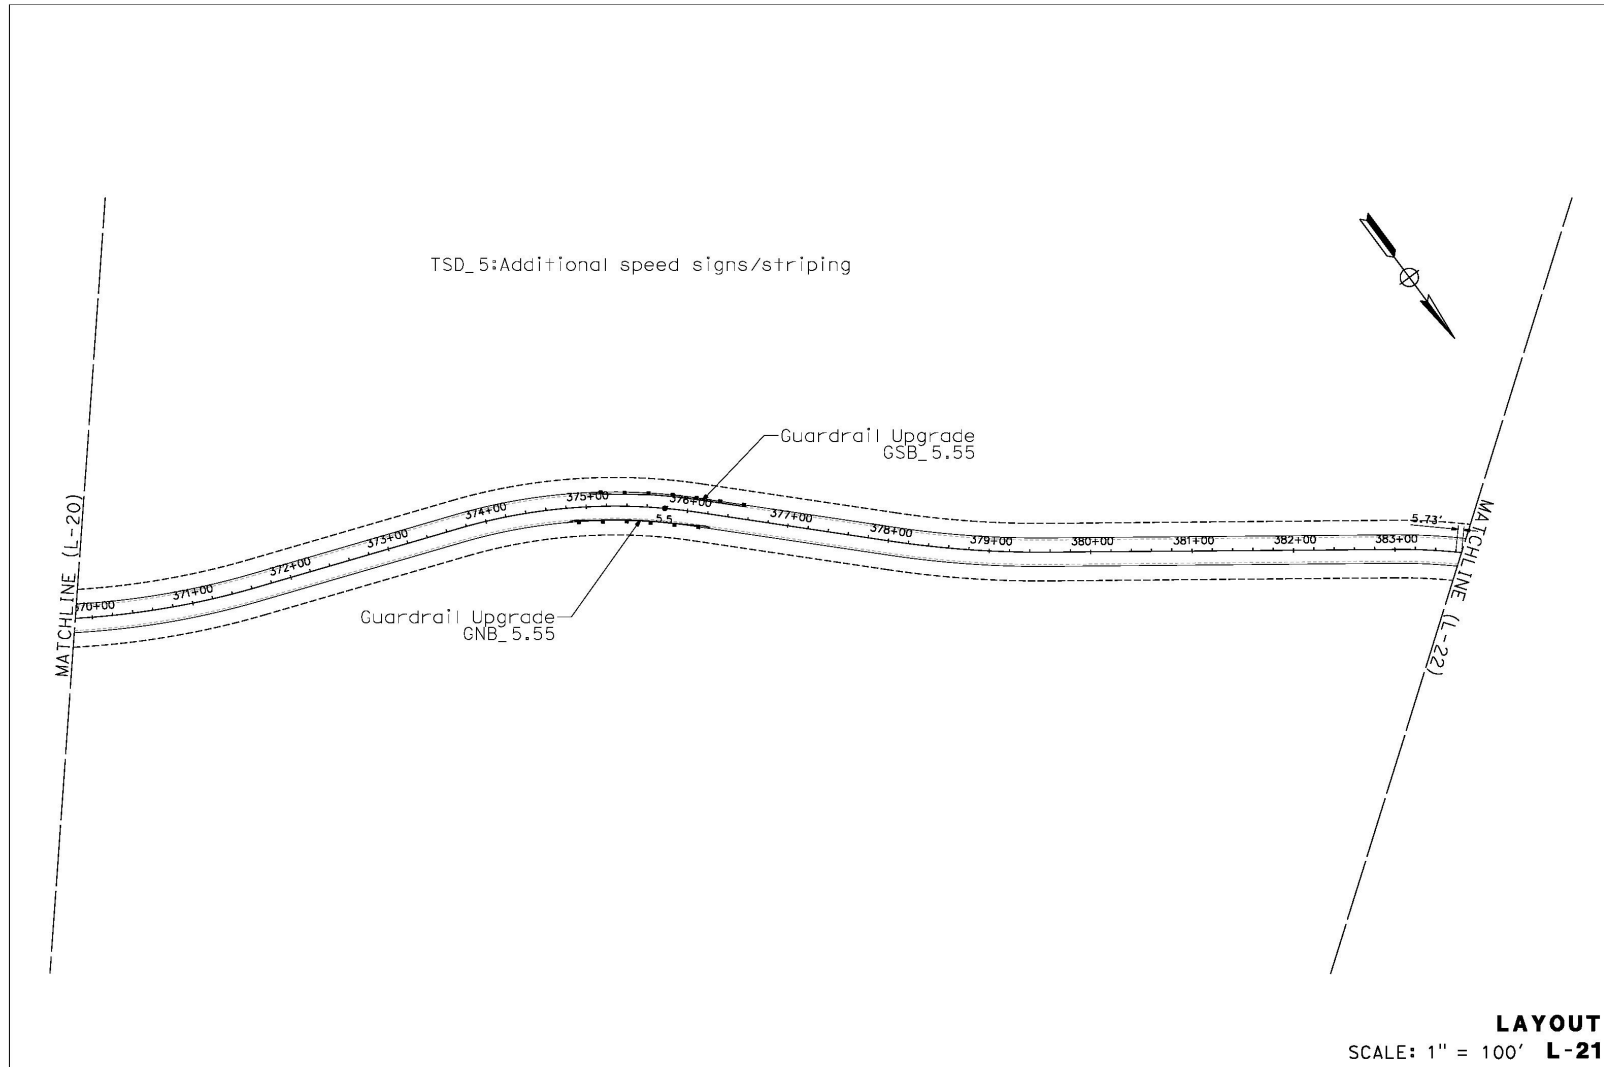 TSD_5:Additional speed signs/striping
Guardrail Upgrade
GSB_5.55
375+00
376+00
374+00
377+00
373+00
378+00
372+00
379+00
380+00
381+00
382+00
383+00
371+00
370+00
5.5
5.73'
Guardrail Upgrade
GNB_5.55
MATCHLINE (L-20)
MATCHLINE (L-22)
LAYOUT
SCALE: 1" = 100' L-21